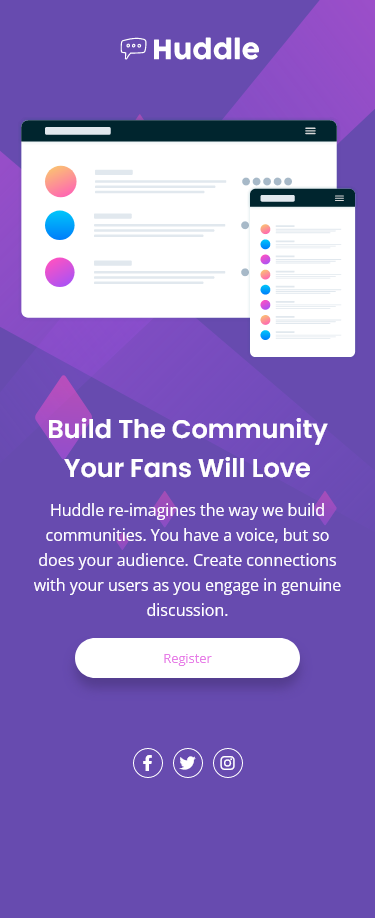 Huddle
Build The Community
Your Fans Will Love
Huddle re-imagines the way we build
communities. You have a voice, but so
does your audience. Create connections
with your users as you engage in genuine
discussion.
Register